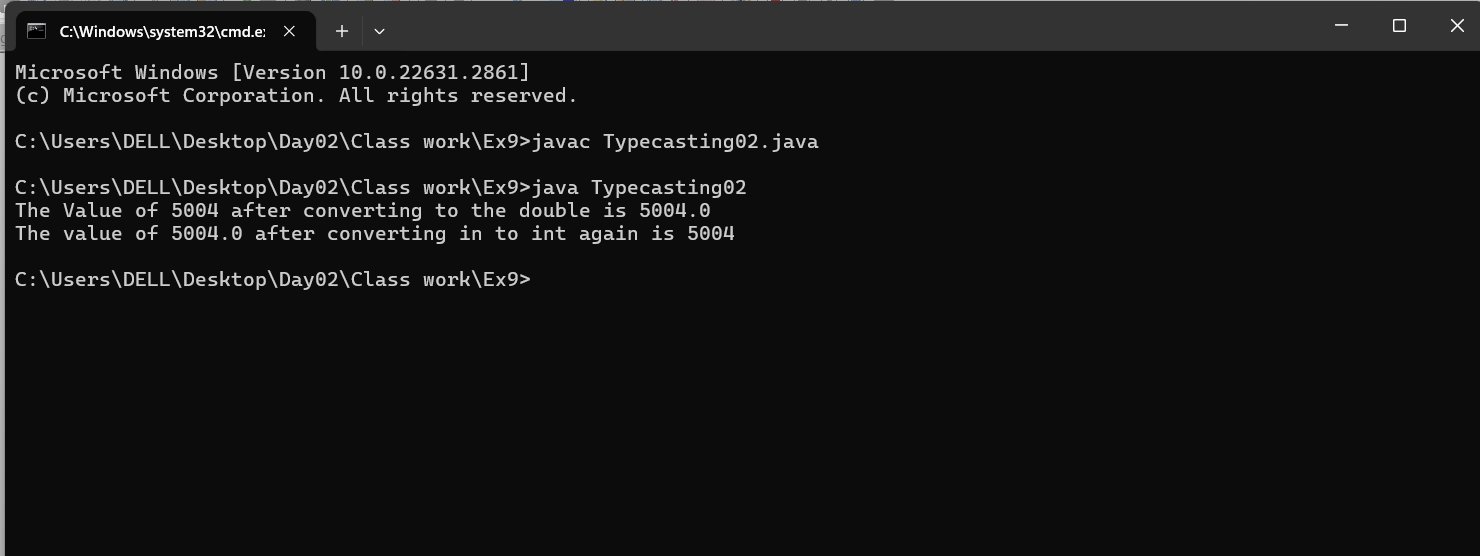 C:\Windows\system32\cmd.e
Microsoft Windows [Version 10.0.22631.2861]
(c) Microsoft Corporation. All rights reserved.
C:\Users\DELL\Desktop\Day02\Class work\Ex9>javac Typecasting02.java
C:\Users\DELL\Desktop\Day02\Class work\Ex9>java Typecasting02
The Value of 5004 after converting to the double is 5004.0
The value of 5004.0 after converting in to int again is 5004
C:\Users\DELL\Desktop\Day02\Class work\Ex9>